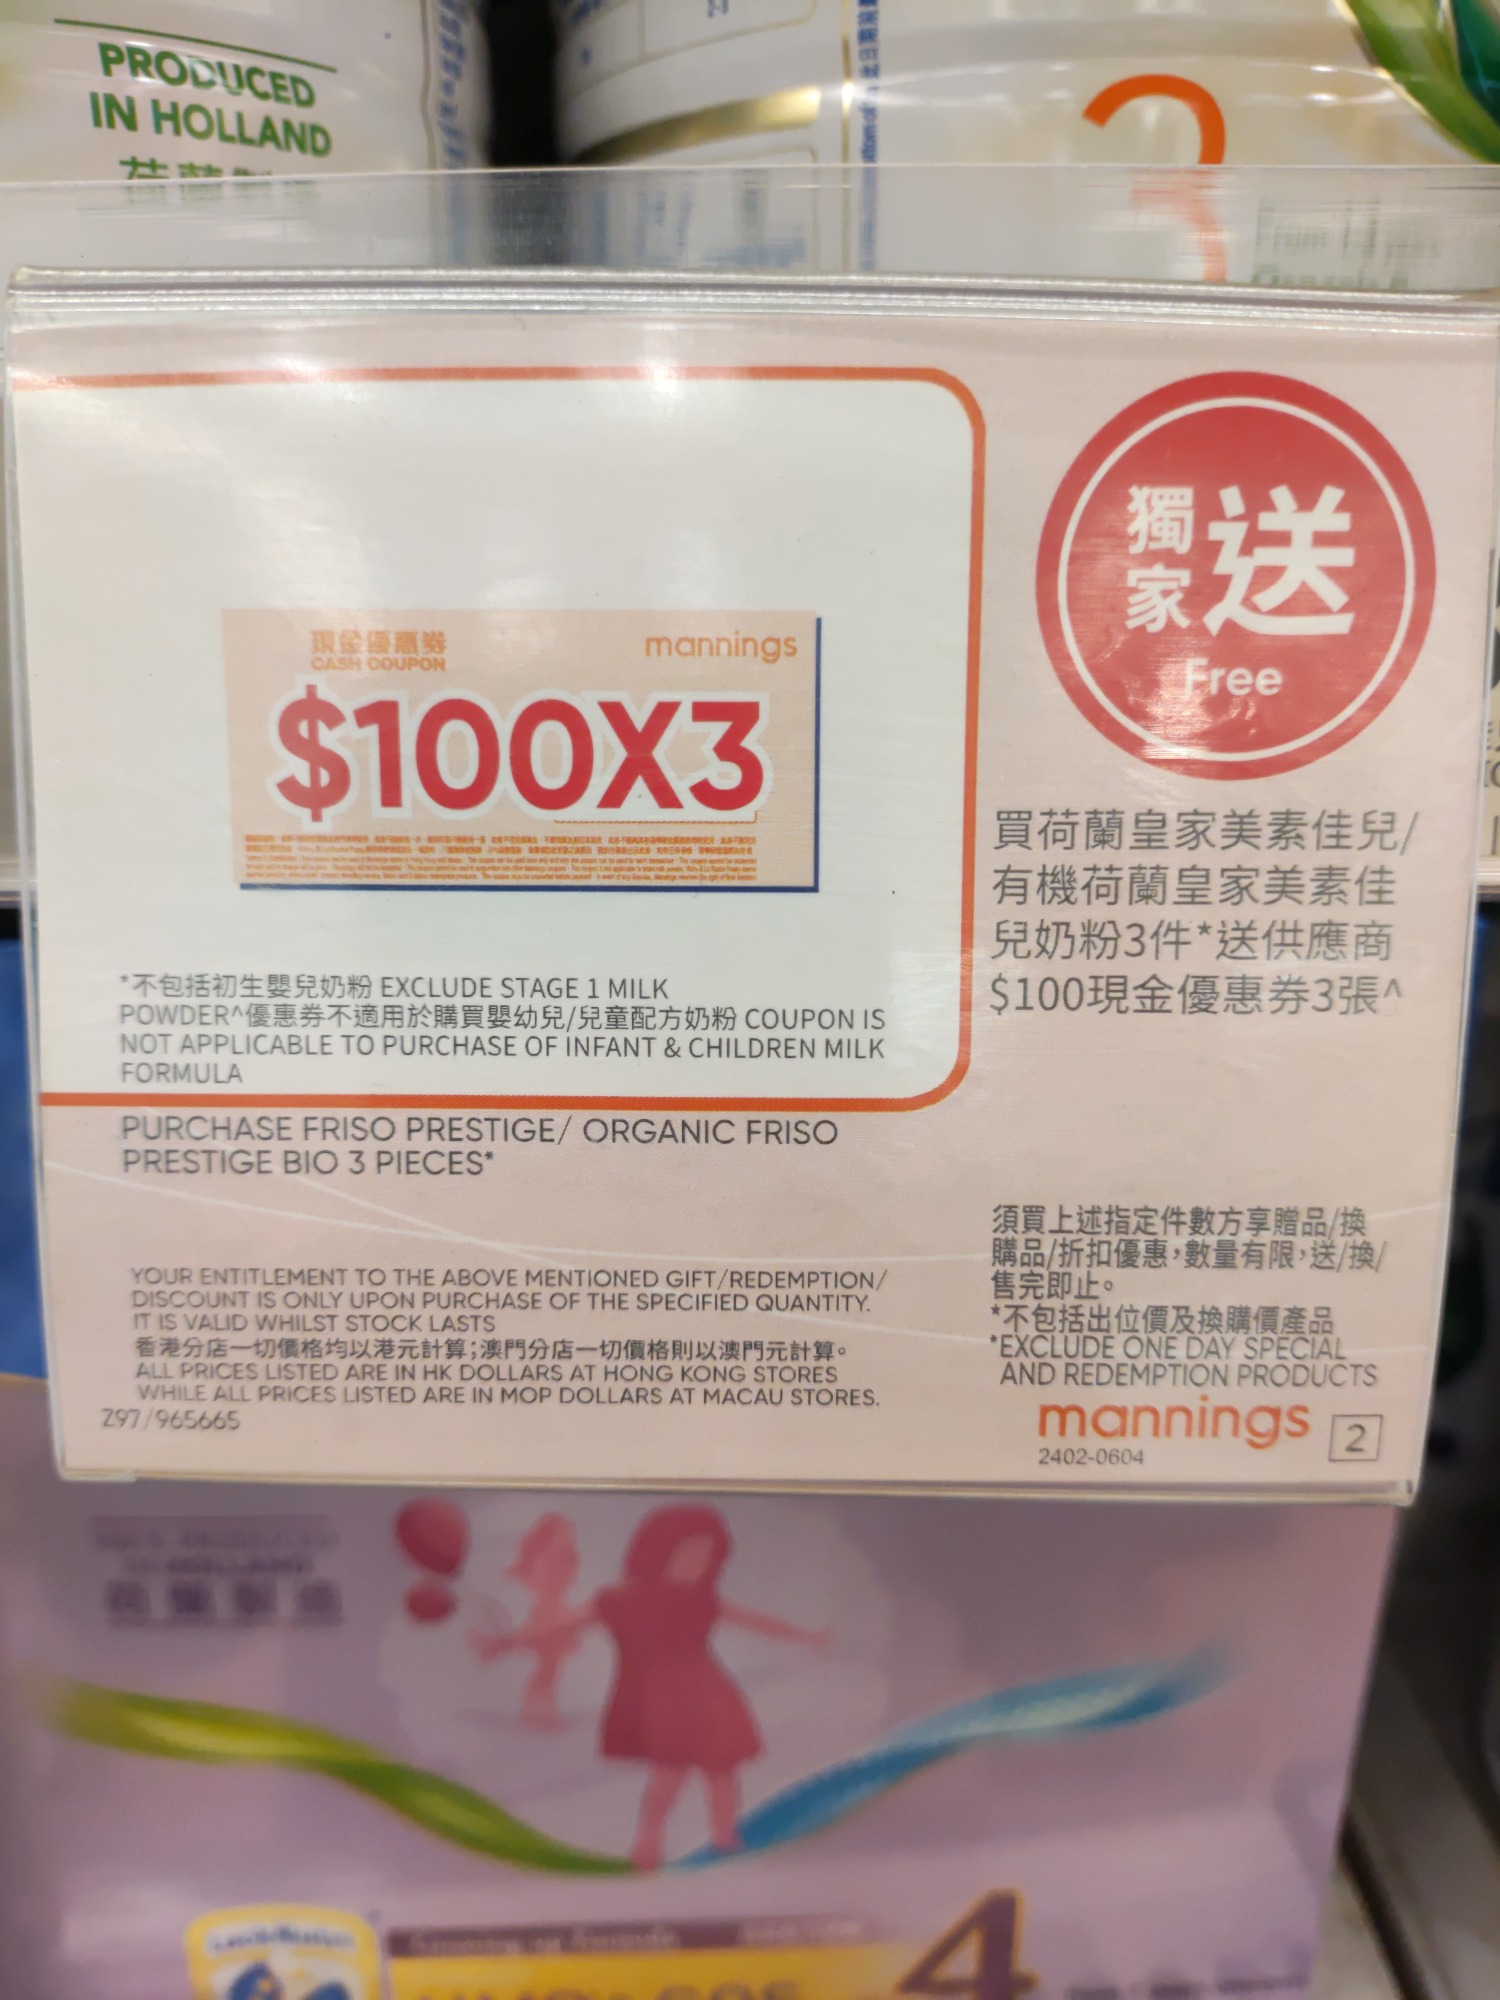 PRODUCED
IN HOLLAND
3
獨家送
Free
現金優惠券
CASH COUPON
mannings
$100X3
買荷蘭皇家美素佳兒/
有機荷蘭皇家美素佳
兒奶粉3件*送供應商
$100現金優惠券3張^
*不包括初生嬰兒奶粉 EXCLUDE STAGE 1 MILK
POWDER^優惠券不適用於購買嬰幼兒/兒童配方奶粉 COUPON IS
NOT APPLICABLE TO PURCHASE OF INFANT & CHILDREN MILK
FORMULA
PURCHASE FRISO PRESTIGE/ ORGANIC FRISO
PRESTIGE BIO 3 PIECES*
YOUR ENTITLEMENT TO THE ABOVE MENTIONED GIFT/REDEMPTION/
DISCOUNT IS ONLY UPON PURCHASE OF THE SPECIFIED QUANTITY.
IT IS VALID WHILST STOCK LASTS
香港分店一切價格均以港元計算;澳門分店一切價格則以澳門元計算。
ALL PRICES LISTED ARE IN HK DOLLARS AT HONG KONG STORES
WHILE ALL PRICES LISTED ARE IN MOP DOLLARS AT MACAU STORES.
Z97/965665
須買上述指定件數方享贈品/換
購品/折扣優惠,數量有限,送/換/
售完即止。
*不包括出位價及換購價產品
*EXCLUDE ONE DAY SPECIAL
AND REDEMPTION PRODUCTS
mannings 2
2402-0604
荷蘭製造
4